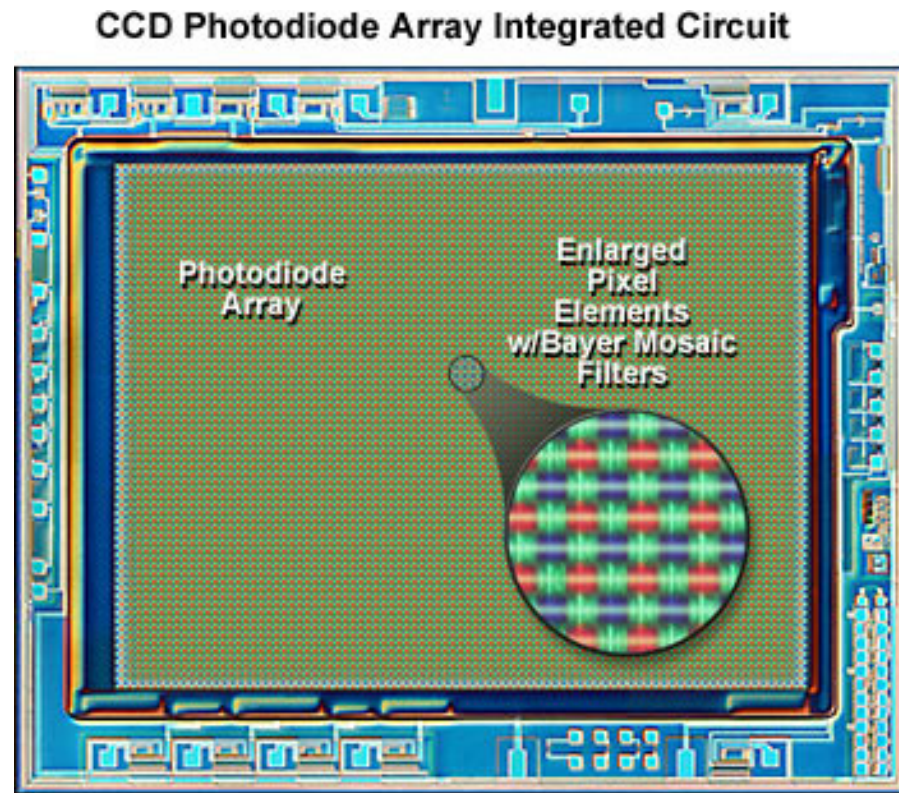 CCD Photodiode Array Integrated Circuit
Photodiode
Array
Enlarged
Pixel
Elements
w/Bayer Mosaic
Filters